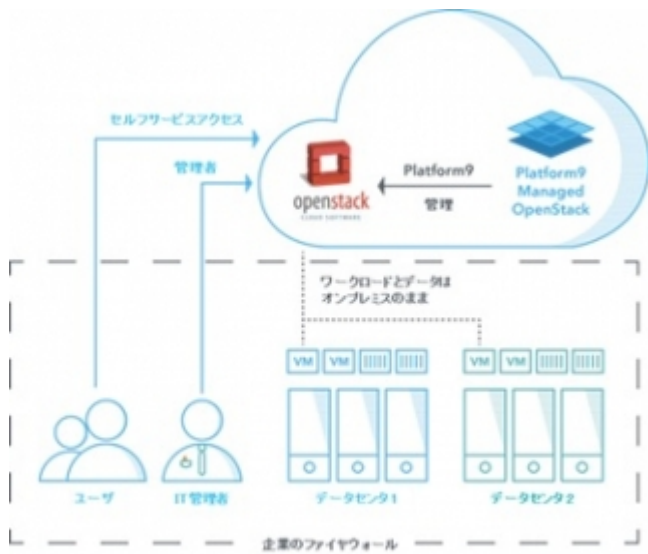 セルフサービスアクセス
管理者
openstack
CLOUD SOFTWARE
Platform9
管理
Platform9
Managed
OpenStack
ワークロードとデータは
オンプレミスのまま
VM VM
VM VM
ユーザ
IT管理者
データセンタ1
データセンタ2
企業のファイヤウォール